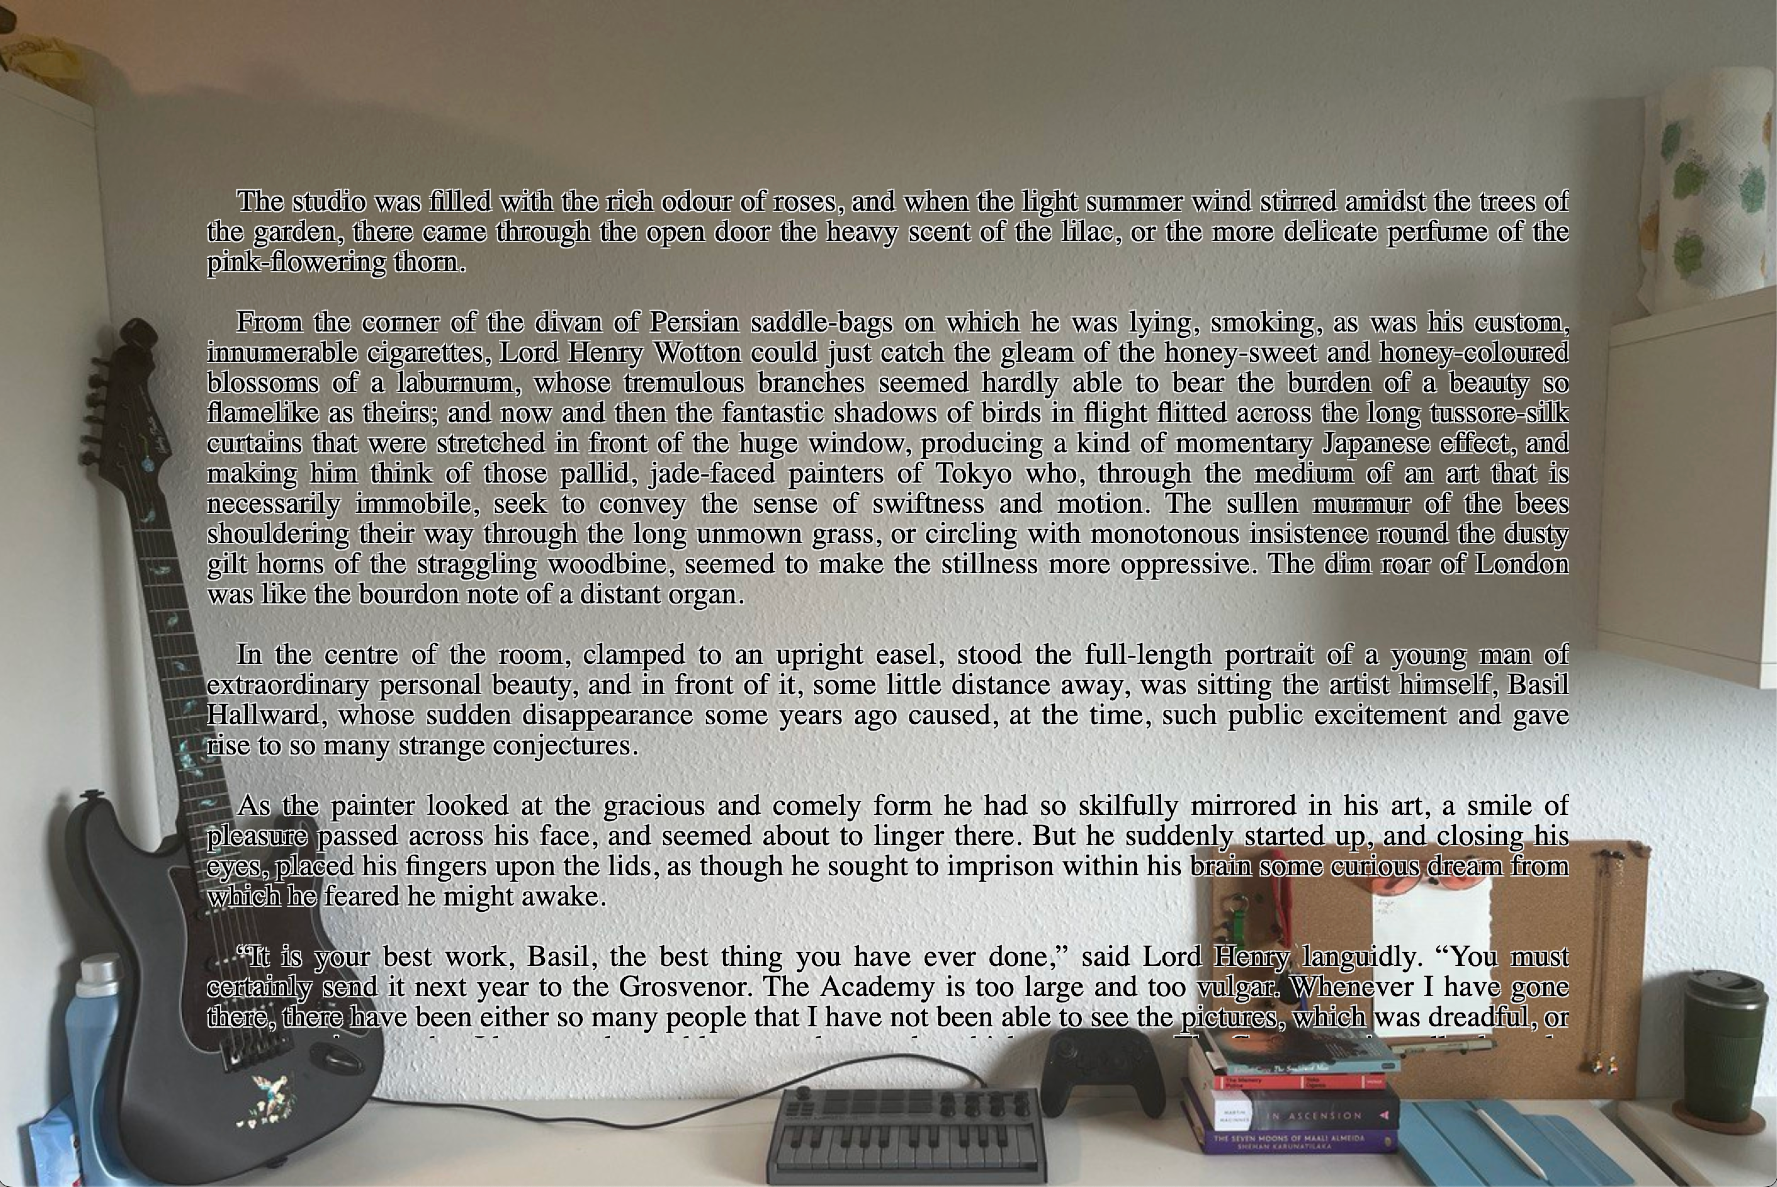 The studio was filled with the rich odour of roses, and when the light summer wind stirred amidst the trees of
the garden, there came through the open door the heavy scent of the lilac, or the more delicate perfume of the
pink-flowering thorn.
From the corner of the divan of Persian saddle-bags on which he was lying, smoking, as was his custom,
innumerable cigarettes, Lord Henry Wotton could just catch the gleam of the honey-sweet and honey-coloured
blossoms of a laburnum, whose tremulous branches seemed hardly able to bear the burden of a beauty so
flamelike as theirs; and now and then the fantastic shadows of birds in flight flitted across the long tussore-silk
curtains that were stretched in front of the huge window, producing a kind of momentary Japanese effect, and
making him think of those pallid, jade-faced painters of Tokyo who, through the medium of an art that is
necessarily immobile, seek to convey the sense of swiftness and motion. The sullen murmur of the bees
shouldering their way through the long unmown grass, or circling with monotonous insistence round the dusty
gilt horns of the straggling woodbine, seemed to make the stillness more oppressive. The dim roar of London
was like the bourdon note of a distant organ.
In the centre of the room, clamped to an upright easel, stood the full-length portrait of a young man of
extraordinary personal beauty, and in front of it, some little distance away, was sitting the artist himself, Basil
Hallward, whose sudden disappearance some years ago caused, at the time, such public excitement and gave
rise to so many strange conjectures.
As the painter looked at the gracious and comely form he had so skilfully mirrored in his art, a smile of
pleasure passed across his face, and seemed about to linger there. But he suddenly started up, and closing his
eyes, placed his fingers upon the lids, as though he sought to imprison within his brain some curious dream from
which he feared he might awake.
“It is your best work, Basil, the best thing you have ever done,” said Lord Henry languidly. “You must
certainly send it next year to the Grosvenor. The Academy is too large and too vulgar. Whenever I have gone
there, there have been either so many people that I have not been able to see the pictures, which was dreadful, or
The Memory
Police
Yoko
Ogawa
MARTIN
MACINNES
IN ASCENSION
THE SEVEN MOONS OF MAALI ALMEIDA
SHEHAN KARUNATILAKA